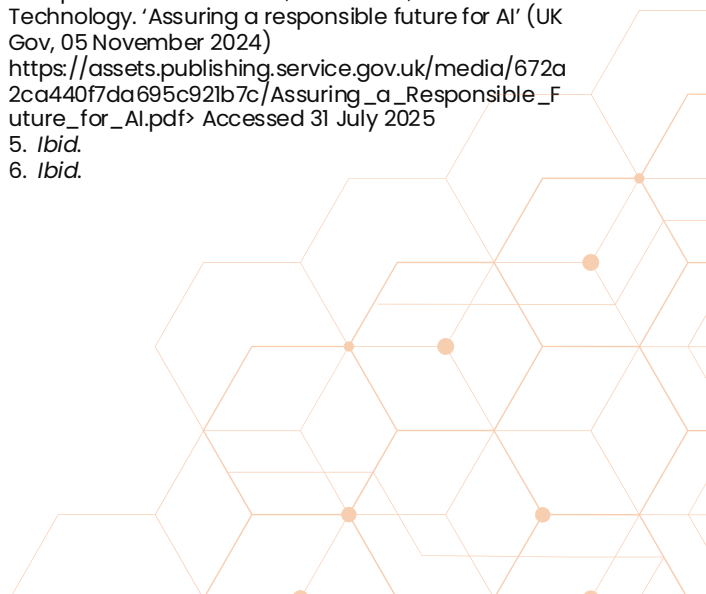 Technology. ‘Assuring a responsible future for AI’ (UK
Gov, 05 November 2024)
https://assets.publishing.service.gov.uk/media/672a
2ca440f7da695c921b7c/Assuring_a_Responsible_F
uture_for_AI.pdf> Accessed 31 July 2025
5. Ibid.
6. Ibid.